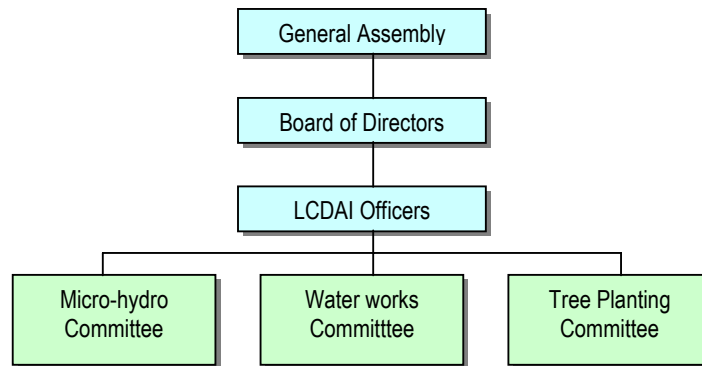 General Assembly
Board of Directors
LCDAI Officers
Micro-hydro
Committee
Water works
Committtee
Tree Planting
Committee